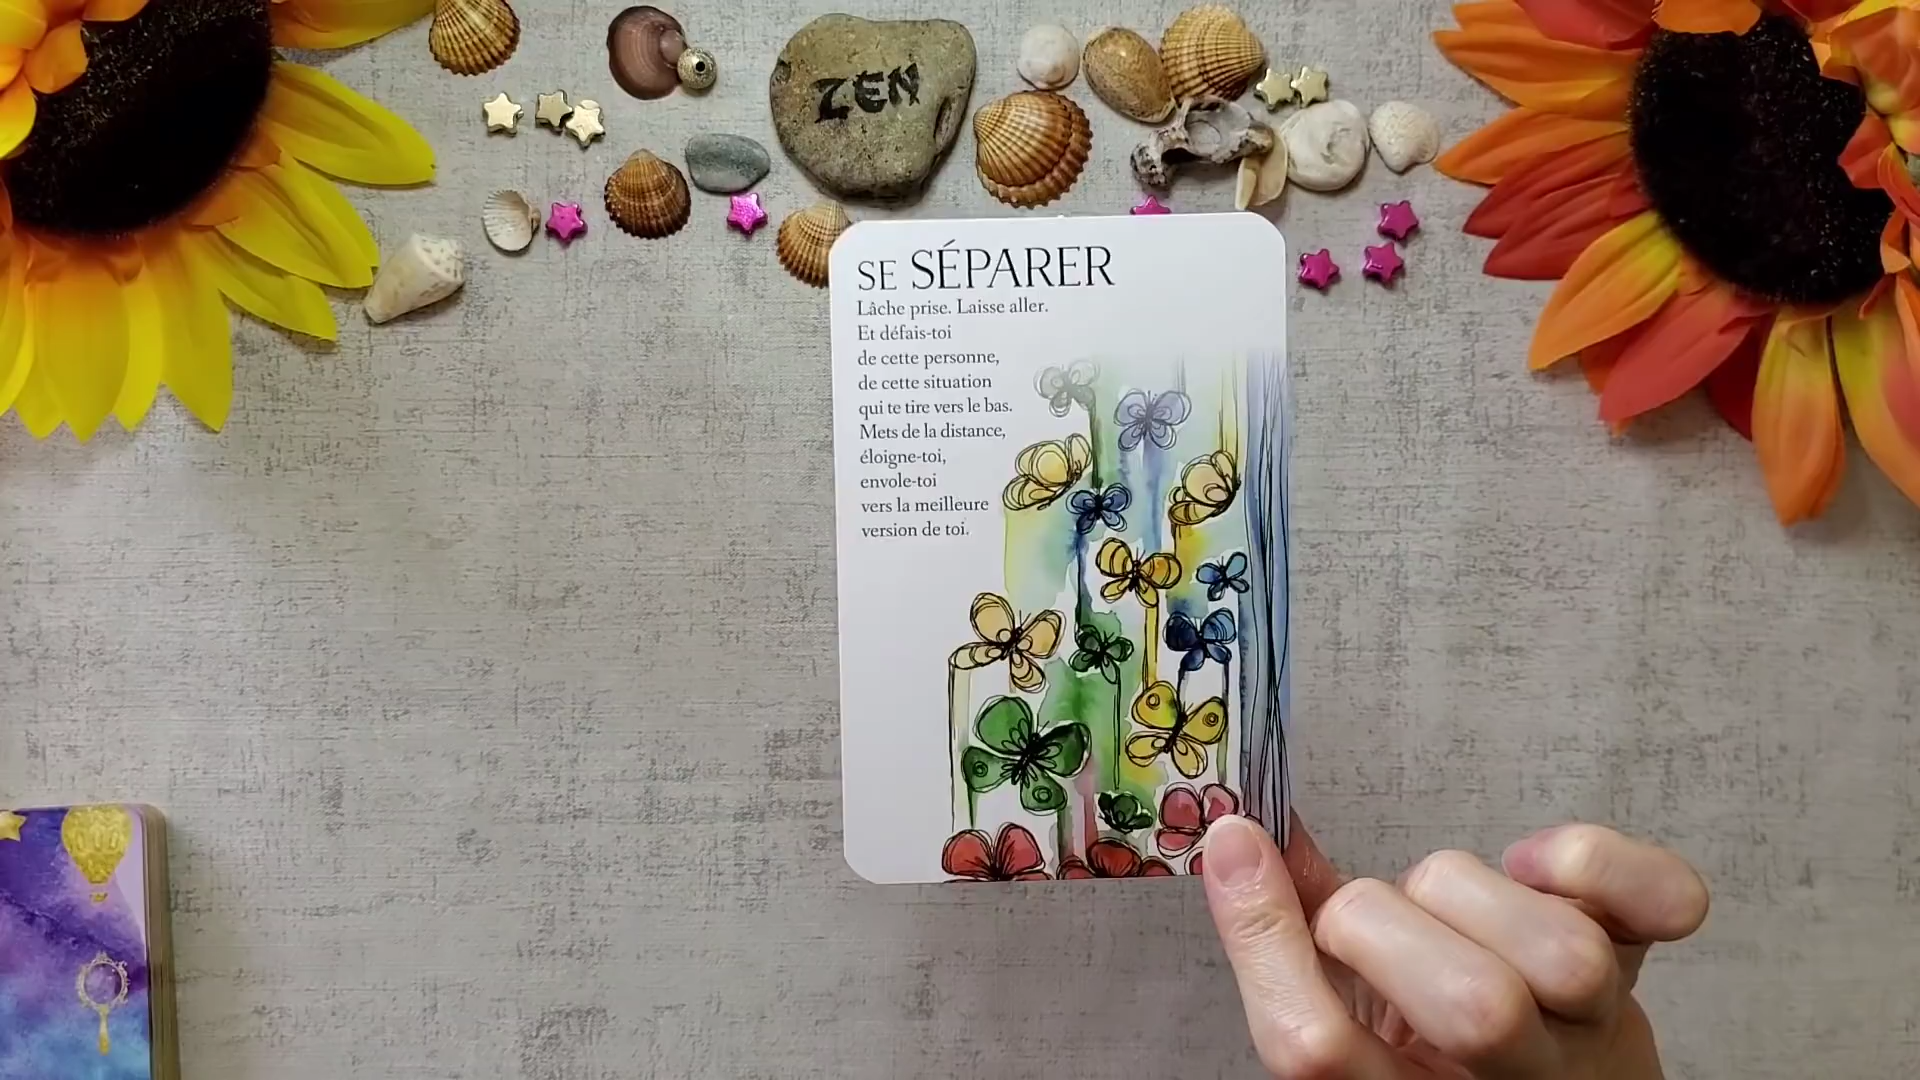 ZEN
SE SÉPARER
Lâche prise. Laisse aller.
Et défais-toi
de cette personne,
de cette situation
qui te tire vers le bas.
Mets de la distance,
éloigne-toi,
envole-toi
vers la meilleure
version de toi.